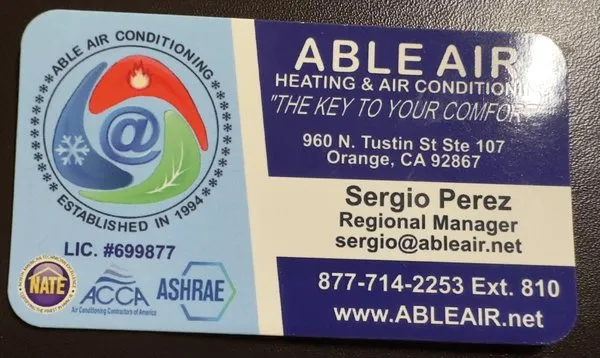 ABLE AIR CONDITIONING
@
ESTABLISHED IN 1994
LIC. #699877
NATE
ACCA
Air Conditioning Contractors of America
ASHRAE
ABLE AIR
HEATING & AIR CONDITIONING
"THE KEY TO YOUR COMFORT"
960 N. Tustin St Ste 107
Orange, CA 92867
Sergio Perez
Regional Manager
sergio@ableair.net
877-714-2253 Ext. 810
www.ABLEAIR.net